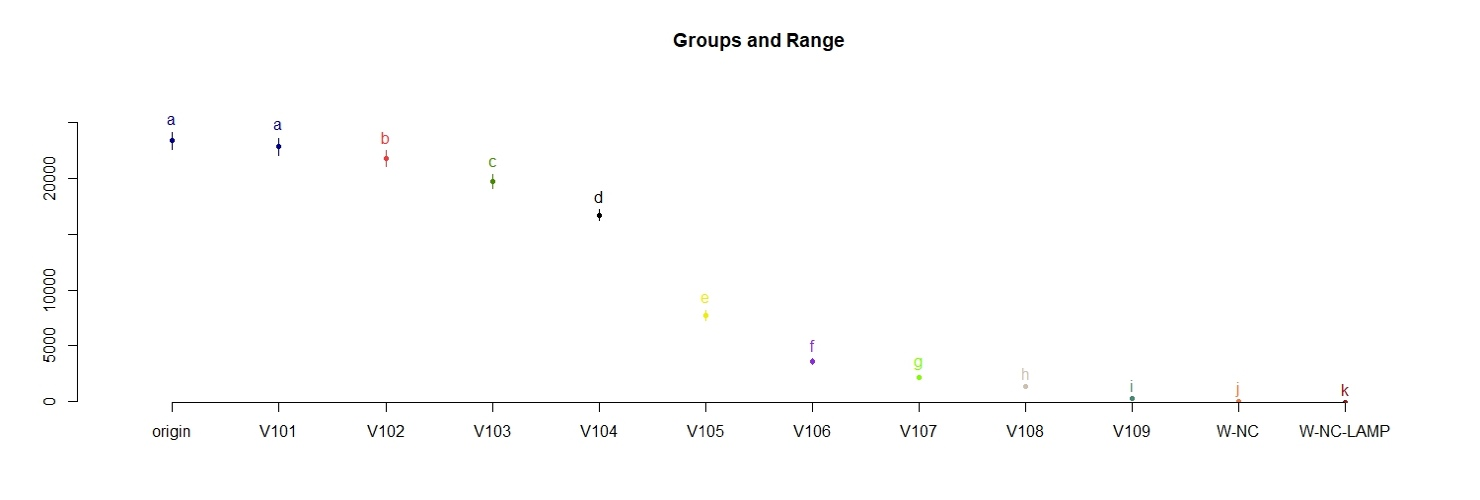 Groups and Range
a a b c d e f g h i j k
0 5000 10000 20000
origin V101 V102 V103 V104 V105 V106 V107 V108 V109 W-NC W-NC-LAMP